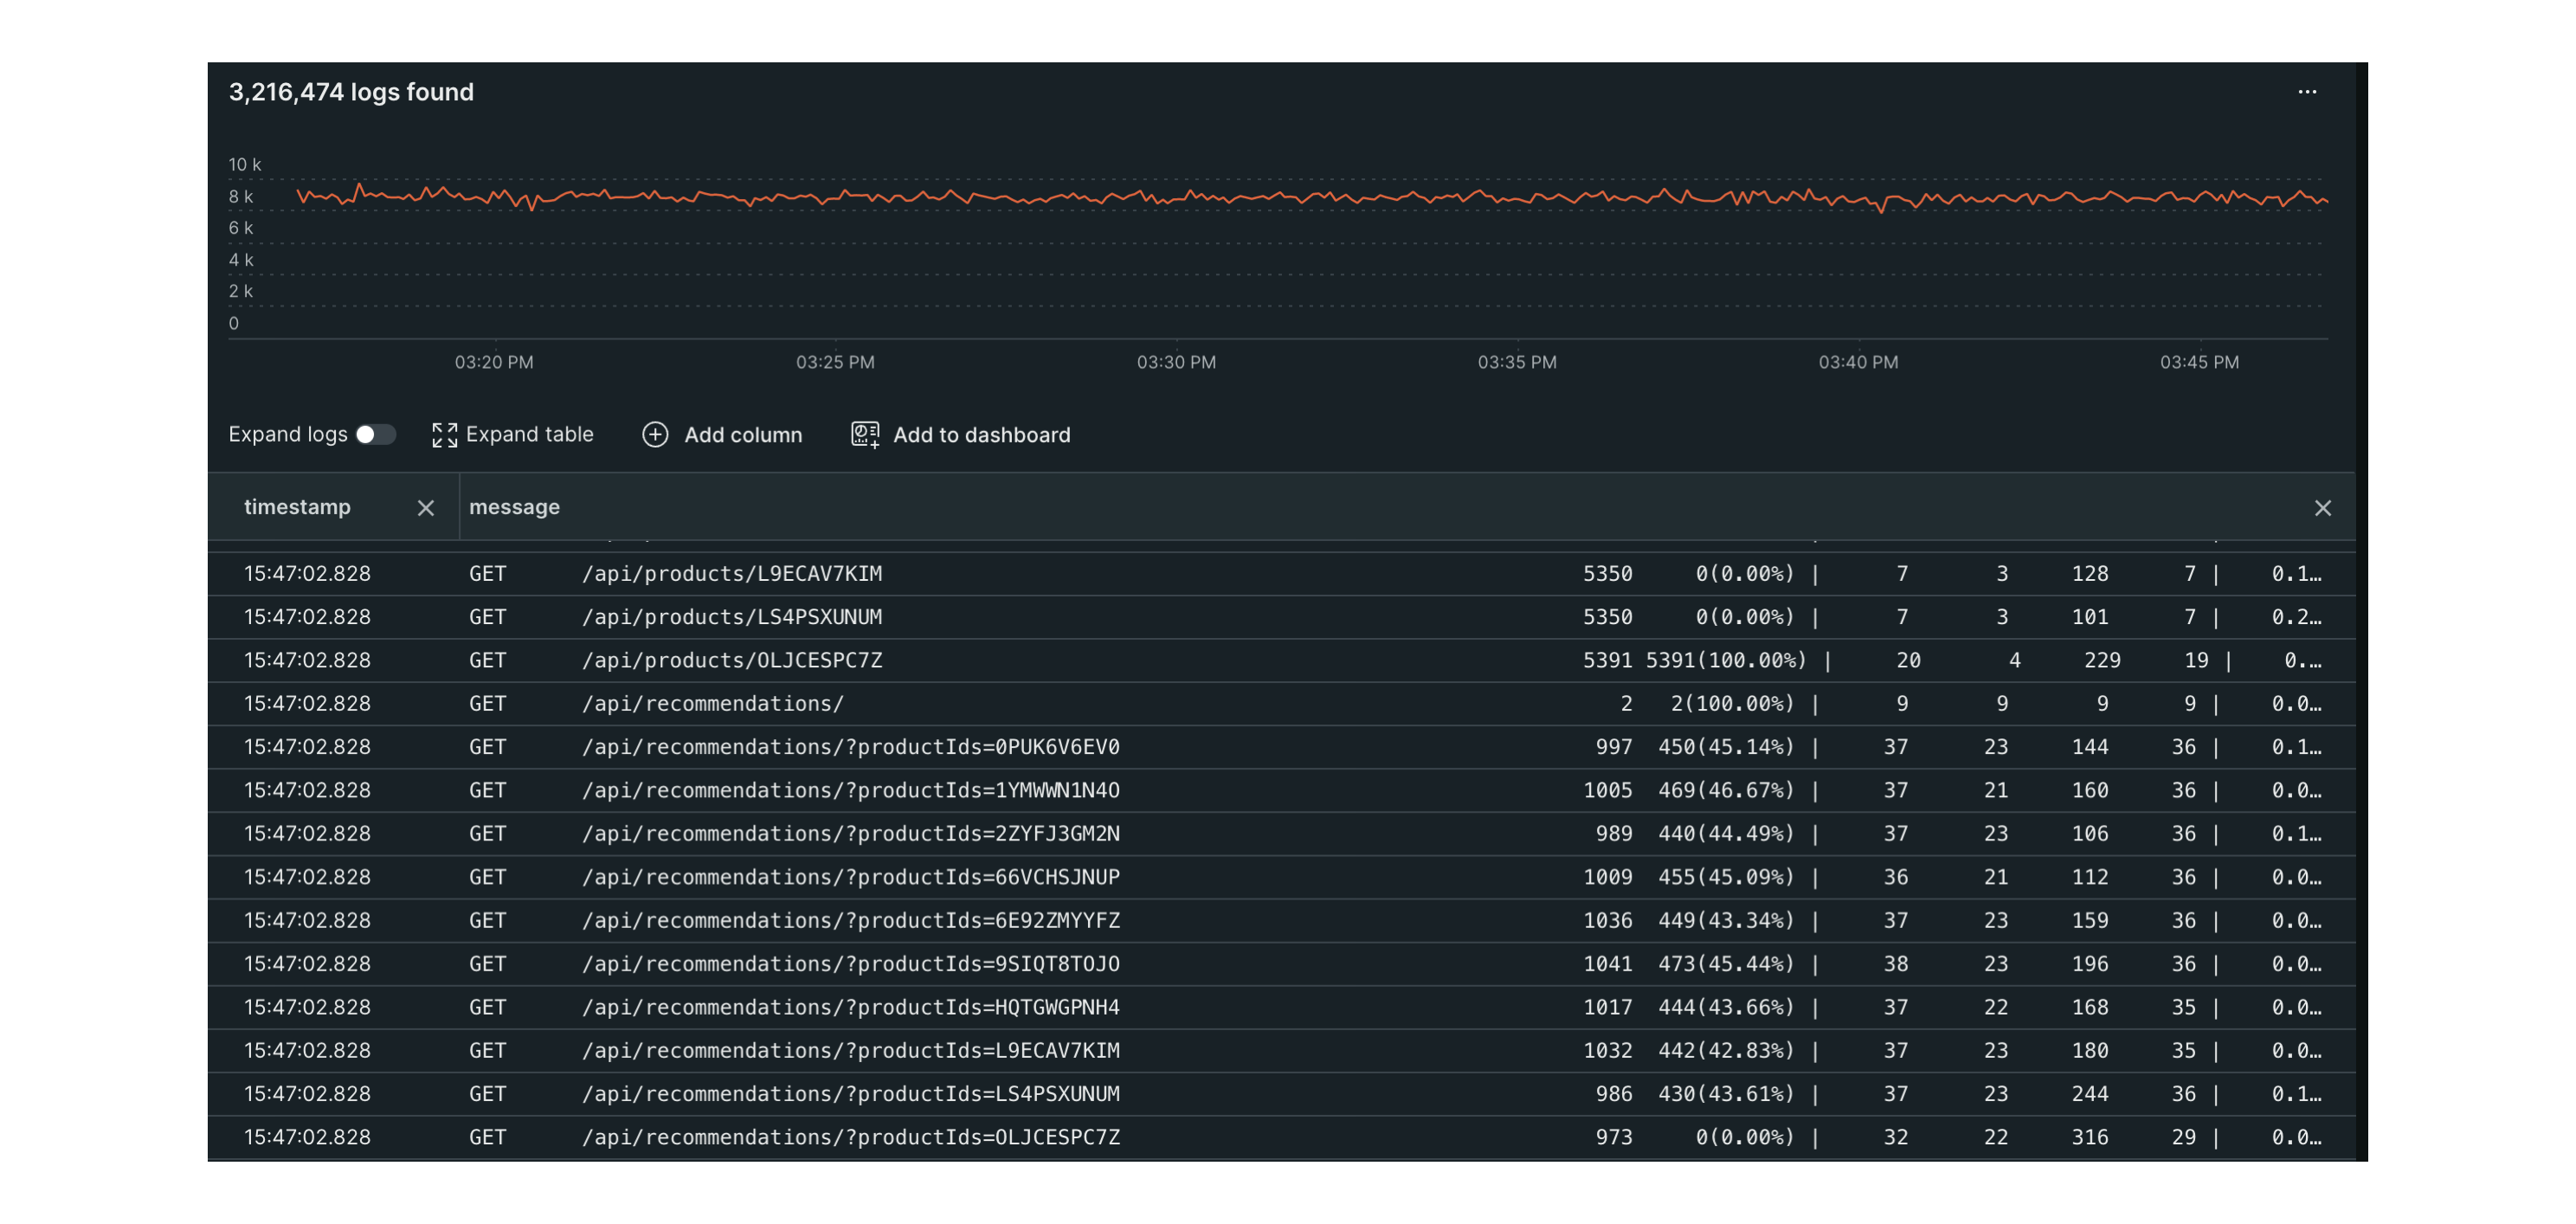 3,216,474 logs found
...
10 k
8 k
6 k
4 k
2 k
0
03:20 PM 03:25 PM 03:30 PM 03:35 PM 03:40 PM 03:45 PM
Expand logs Expand table Add column Add to dashboard
timestamp message
15:47:02.828 GET /api/products/L9ECAV7KIM 5350 0(0.00%) | 7 3 128 7 | 0.1…
15:47:02.828 GET /api/products/LS4PSXUNUM 5350 0(0.00%) | 7 3 101 7 | 0.2…
15:47:02.828 GET /api/products/OLJCESPC7Z 5391 5391(100.00%) | 20 4 229 19 | 0.…
15:47:02.828 GET /api/recommendations/ 2 2(100.00%) | 9 9 9 9 | 0.0…
15:47:02.828 GET /api/recommendations/?productIds=0PUK6V6EV0 997 450(45.14%) | 37 23 144 36 | 0.1…
15:47:02.828 GET /api/recommendations/?productIds=1YMWWN1N4O 1005 469(46.67%) | 37 21 160 36 | 0.0…
15:47:02.828 GET /api/recommendations/?productIds=2ZYFJ3GM2N 989 440(44.49%) | 37 23 106 36 | 0.1…
15:47:02.828 GET /api/recommendations/?productIds=66VCHSJNUP 1009 455(45.09%) | 36 21 112 36 | 0.0…
15:47:02.828 GET /api/recommendations/?productIds=6E92ZMYYFZ 1036 449(43.34%) | 37 23 159 36 | 0.0…
15:47:02.828 GET /api/recommendations/?productIds=9SIQT8TOJO 1041 473(45.44%) | 38 23 196 36 | 0.0…
15:47:02.828 GET /api/recommendations/?productIds=HQTGWGPNH4 1017 444(43.66%) | 37 22 168 35 | 0.0…
15:47:02.828 GET /api/recommendations/?productIds=L9ECAV7KIM 1032 442(42.83%) | 37 23 180 35 | 0.0…
15:47:02.828 GET /api/recommendations/?productIds=LS4PSXUNUM 986 430(43.61%) | 37 23 244 36 | 0.1…
15:47:02.828 GET /api/recommendations/?productIds=OLJCESPC7Z 973 0(0.00%) | 32 22 316 29 | 0.0…